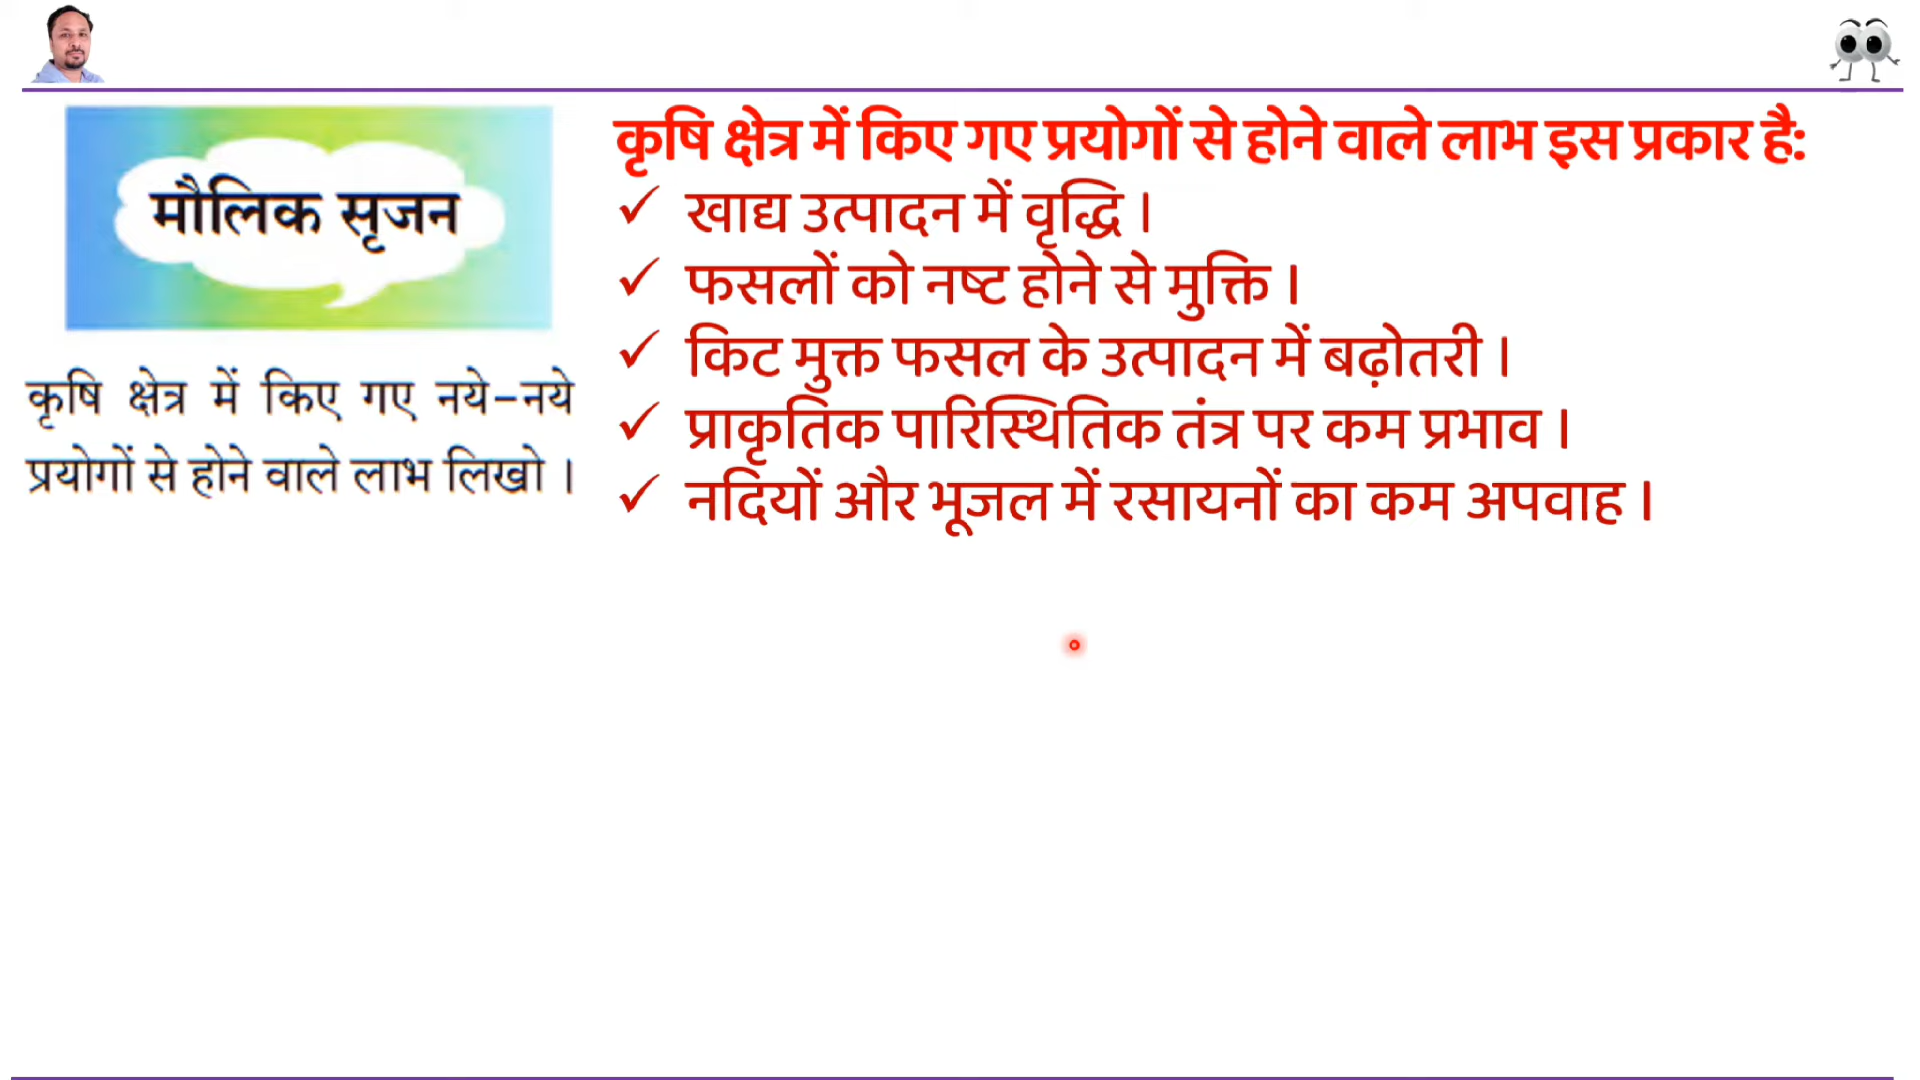 मौलिक सृजन
कृषि क्षेत्र में किए गए नये-नये
प्रयोगों से होने वाले लाभ लिखो ।
कृषि क्षेत्र में किए गए प्रयोगों से होने वाले लाभ इस प्रकार है:
✓ खाद्य उत्पादन में वृद्धि ।
✓ फसलों को नष्ट होने से मुक्ति ।
✓ किट मुक्त फसल के उत्पादन में बढ़ोतरी ।
✓ प्राकृतिक पारिस्थितिक तंत्र पर कम प्रभाव ।
✓ नदियों और भूजल में रसायनों का कम अपवाह ।